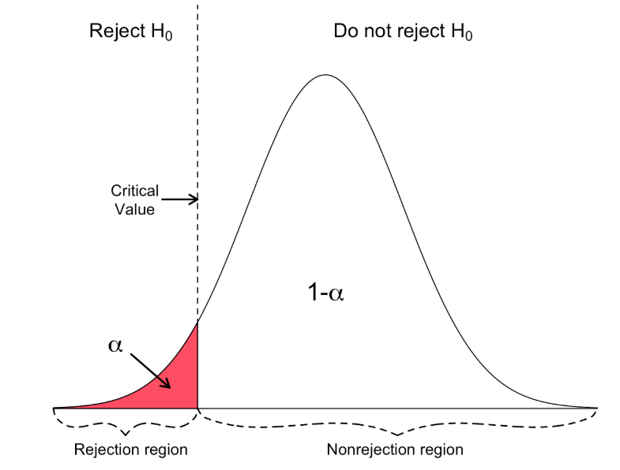 Reject H₀
Do not reject H₀
Critical
Value
1-α
α
Rejection region
Nonrejection region